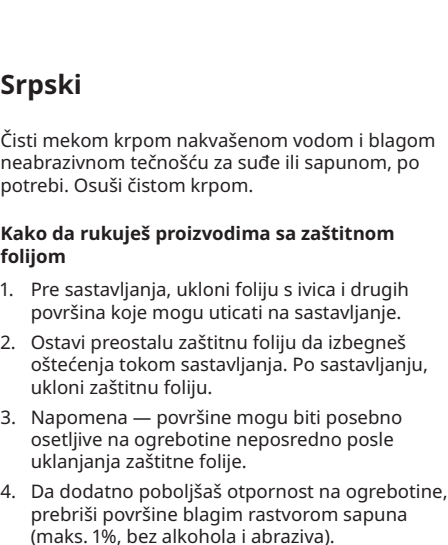 Srpski
Čisti mekom krpom nakvašenom vodom i blagom
neabrazivnom tečnošću za suđe ili sapunom, po
potrebi. Osuši čistom krpom.
Kako da rukuješ proizvodima sa zaštitnom
folijom
1. Pre sastavljanja, ukloni foliju s ivica i drugih
površina koje mogu uticati na sastavljanje.
2. Ostavi preostalu zaštitnu foliju da izbegneš
oštećenja tokom sastavljanja. Po sastavljanju,
ukloni zaštitnu foliju.
3. Napomena — površine mogu biti posebno
osetljive na ogrebotine neposredno posle
uklanjanja zaštitne folije.
4. Da dodatno poboljšaš otpornost na ogrebotine,
prebriši površine blagim rastvorom sapuna
(maks. 1%, bez alkohola i abraziva).